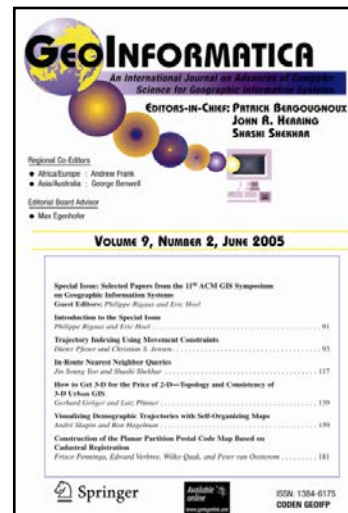 GEOINFORMATICA
An International Journal on Advances of Computer
Science for Geographic Information Systems
EDITORS-IN-CHIEF: PATRICK BERGOUGNOUX
JOHN R. HERRING
SHASHI SHEKHAR
Regional Co-Editors
◆ Africa/Europe : Andrew Frank
◆ Asia/Australia : George Benwell
Editorial Board Advisor
◆ Max Egenhofer
VOLUME 9, NUMBER 2, JUNE 2005
Special Issue: Selected Papers from the 11th ACM GIS Symposium
on Geographic Information Systems
Guest Editors: Philippe Rigaux and Eric Hoel
Introduction to the Special Issue
Philippe Rigaux and Eric Hoel 91
Trajectory Indexing Using Movement Constraints
Dieter Pfoser and Christian S. Jensen 93
In-Route Nearest Neighbor Queries
Jin Soung Yoo and Shashi Shekhar 117
How to Get 3-D for the Price of 2-D—Topology and Consistency of
3-D Urban GIS
Gerhard Gröger and Lutz Plümer 139
Visualizing Demographic Trajectories with Self-Organizing Maps
André Skupin and Ron Hagelman 159
Construction of the Planar Partition Postal Code Map Based on
Cadastral Registration
Friso Penninga, Edward Verbree, Wilko Quak, and Peter van Oosterom 181
Springer
Available
online
ISSN: 1384-6175
CODEN GEOIFP